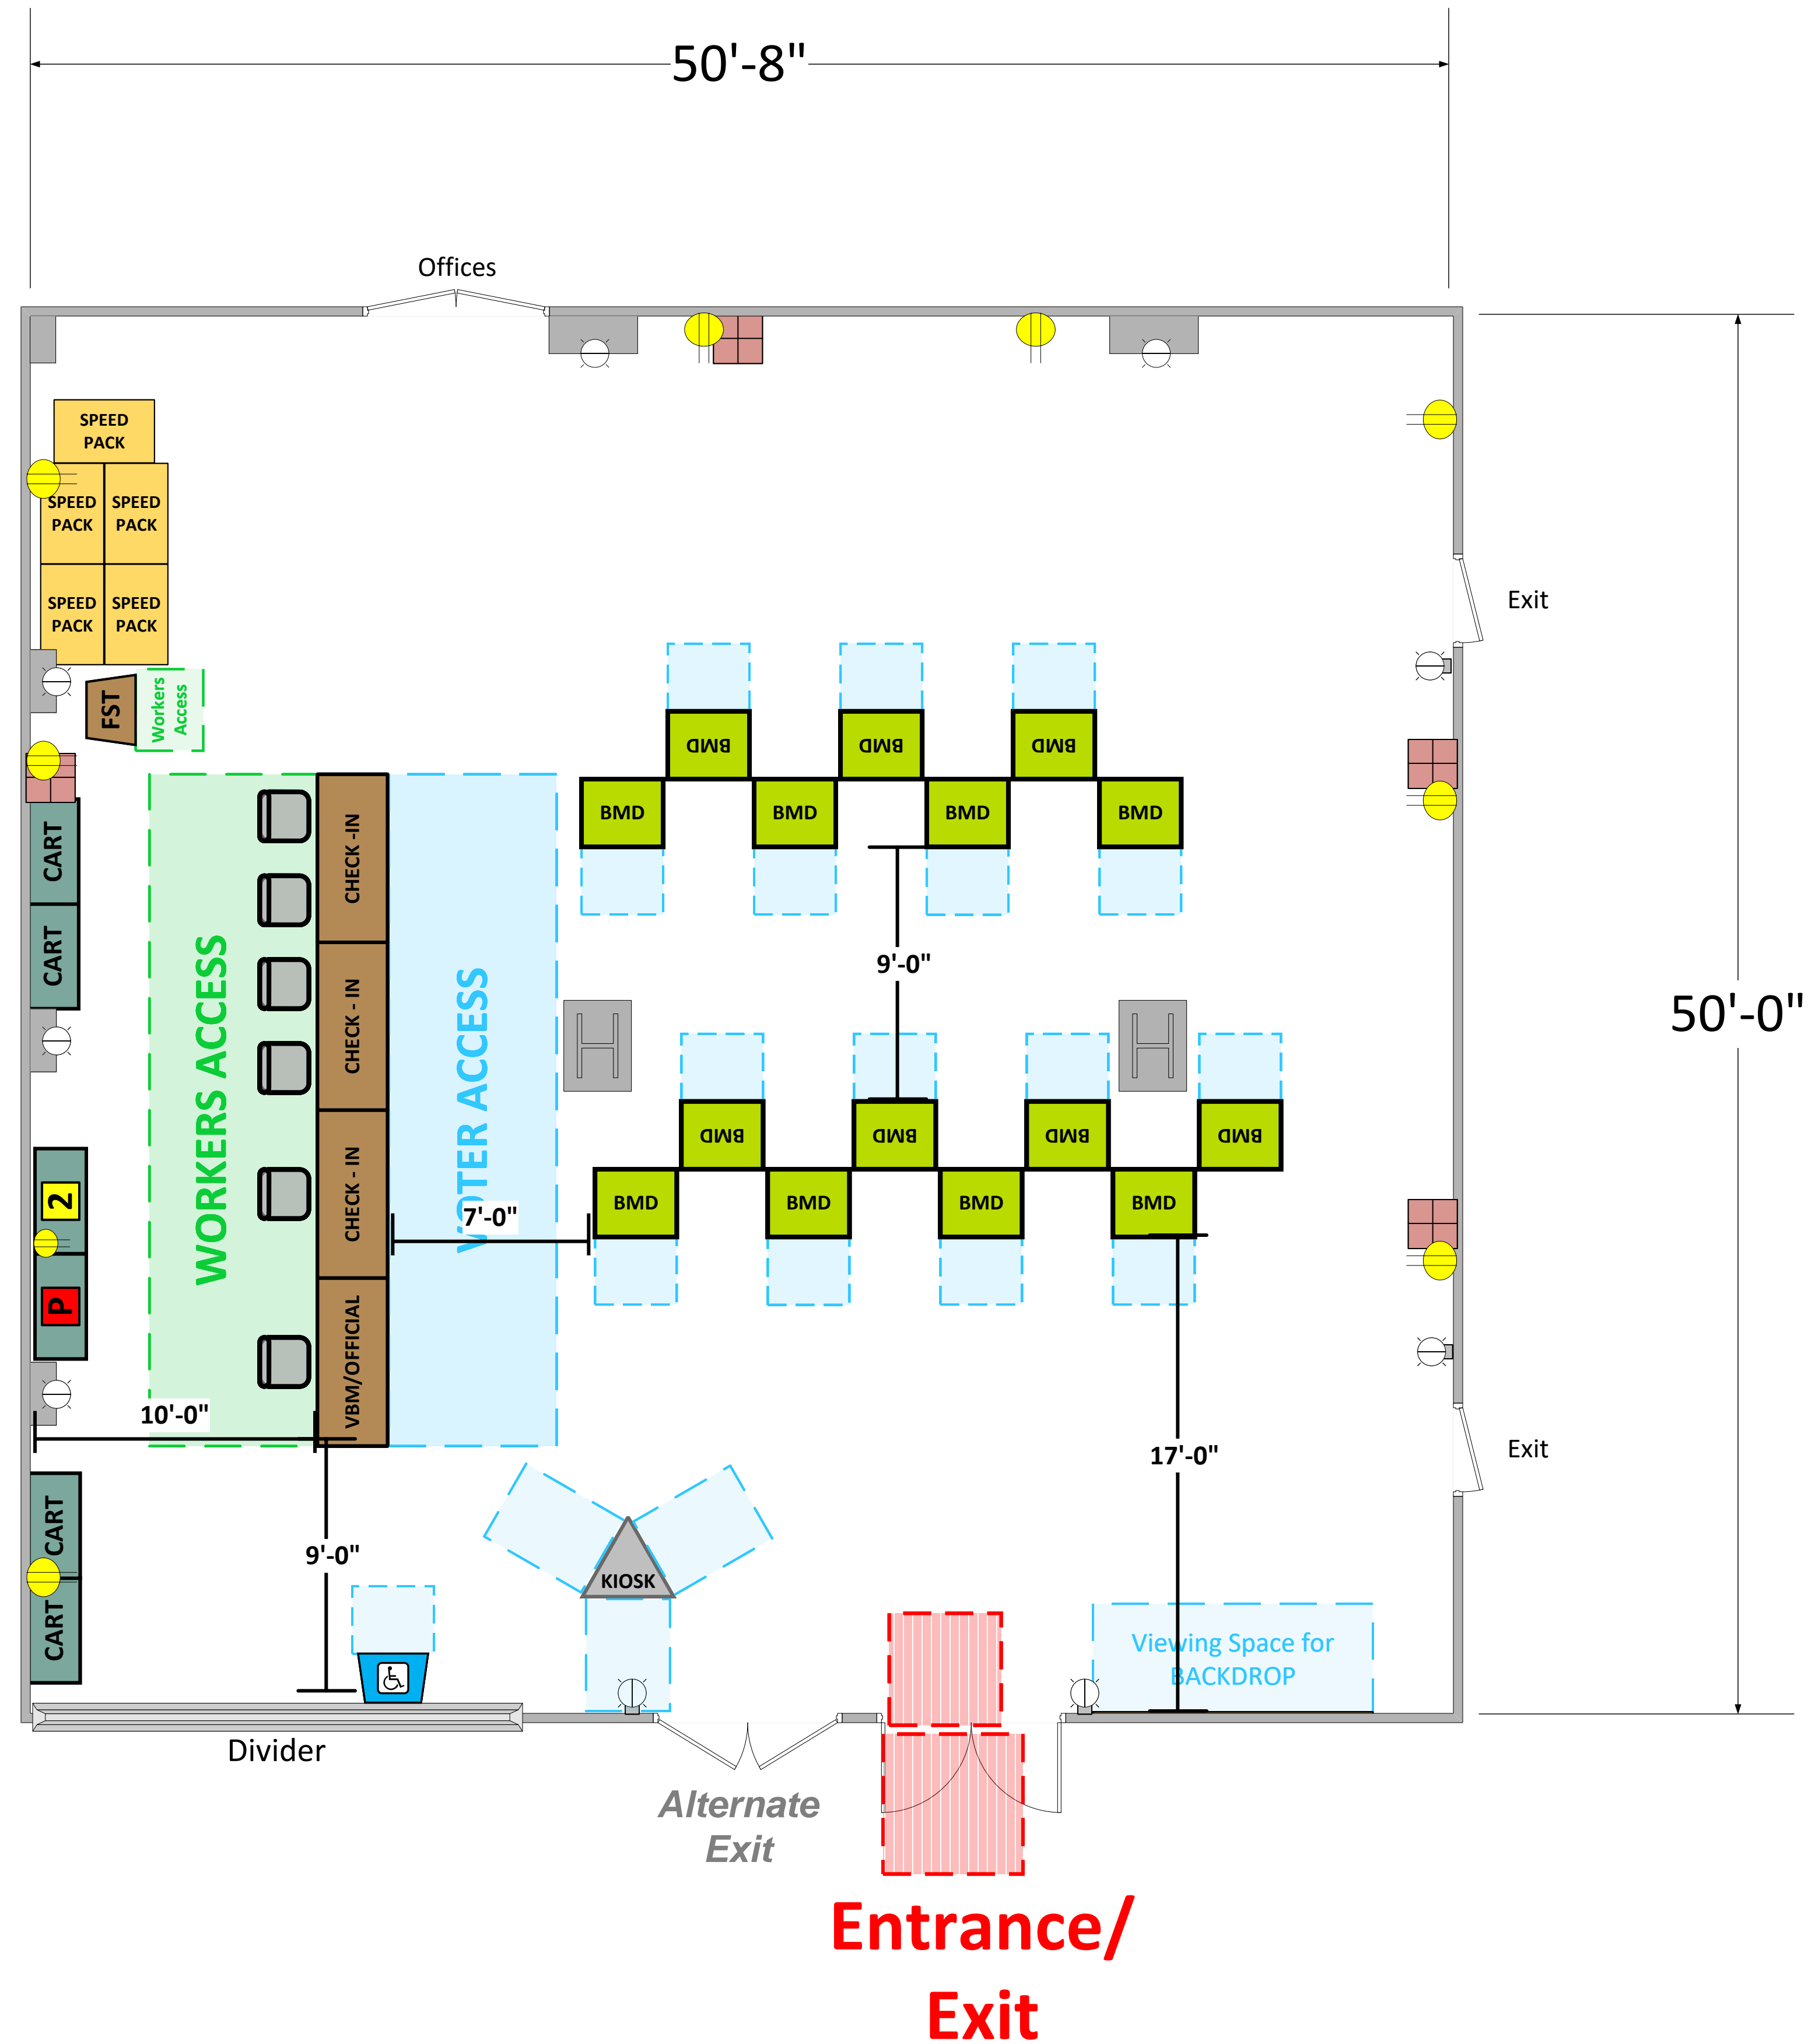 50'-8"
Offices
SPEED
PACK
SPEED
PACK
SPEED
PACK
SPEED
PACK
SPEED
PACK
Exit
FST
Workers
Access
BMD
BMD
BMD
BMD
BMD
BMD
BMD
CART
CART
CHECK -IN
CHECK - IN
CHECK - IN
VBM/OFFICIAL
WORKERS ACCESS
VOTER ACCESS
9'-0"
50'-0"
BMD
BMD
BMD
BMD
BMD
BMD
BMD
BMD
2
P
7'-0"
10'-0"
17'-0"
Exit
CART
CART
9'-0"
KIOSK
Viewing Space for
BACKDROP
Divider
Alternate
Exit
Entrance/
Exit